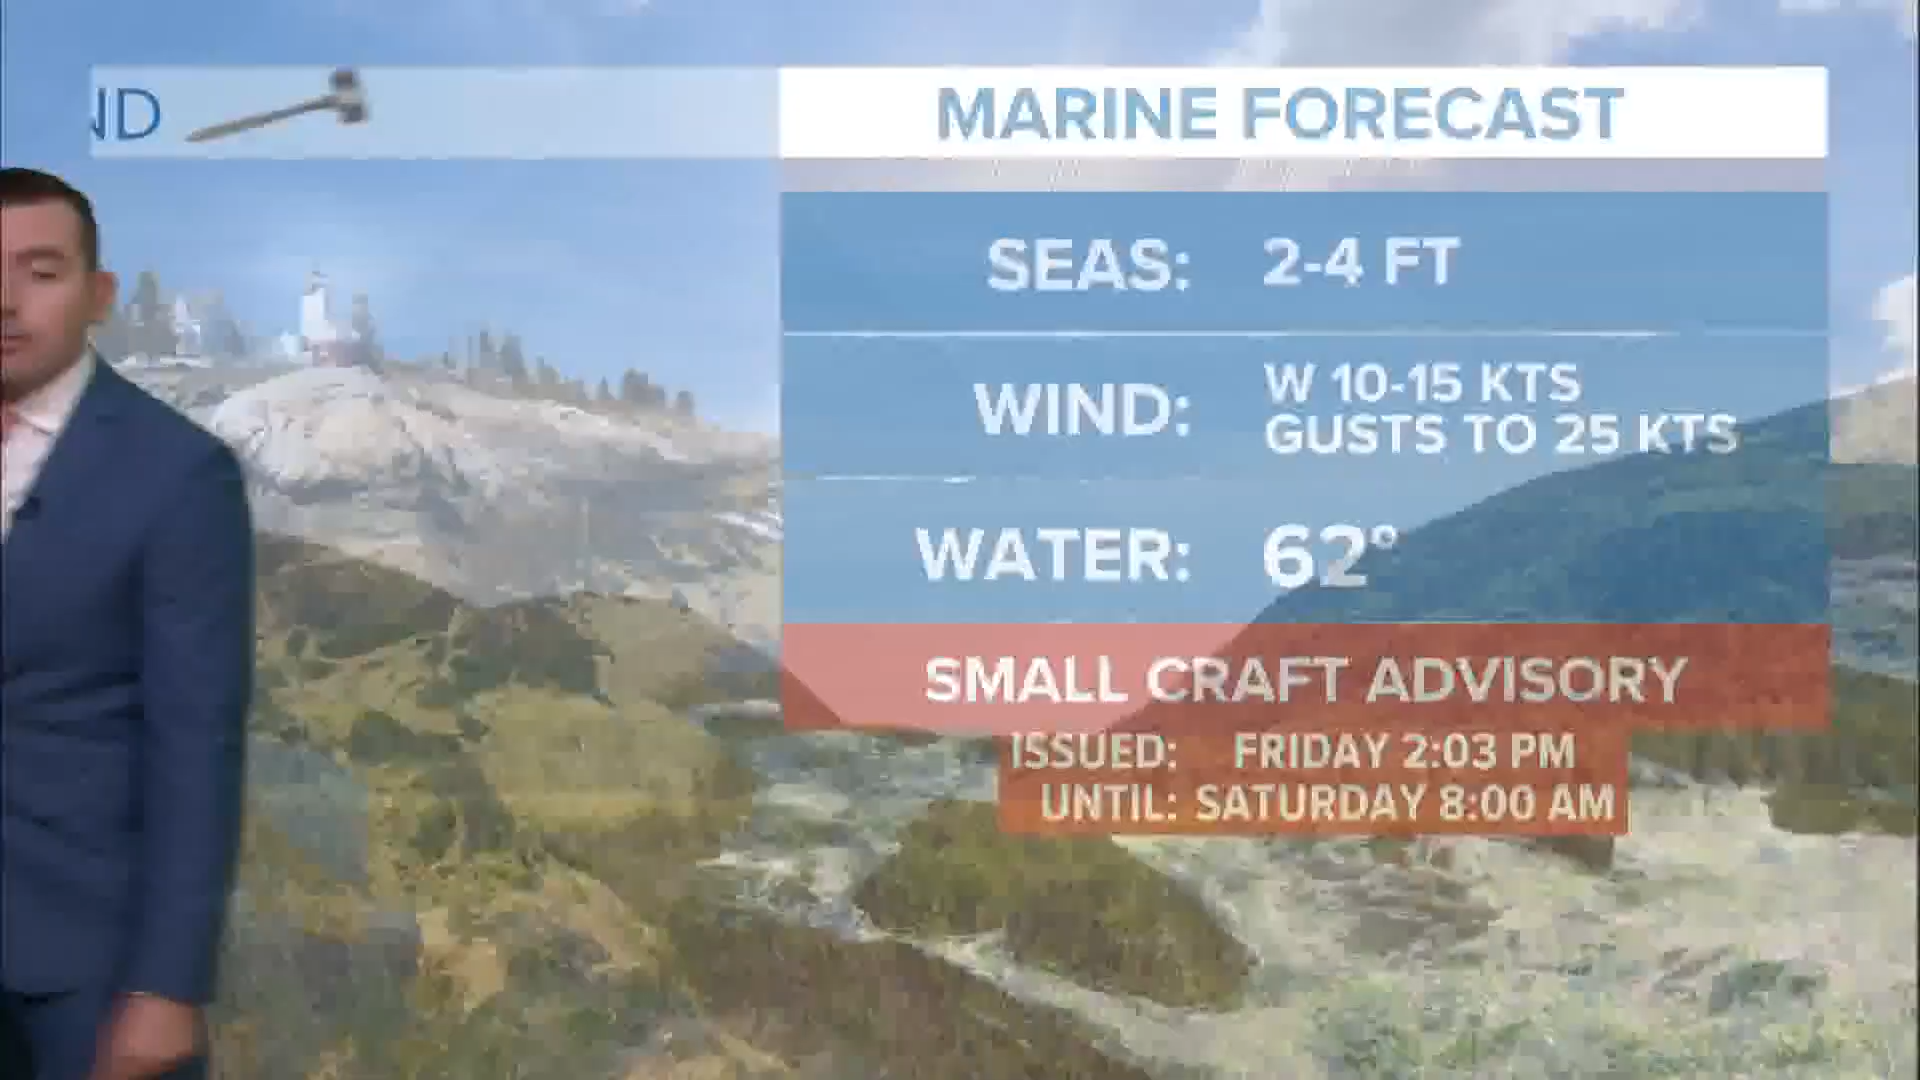 MARINE FORECAST
SEAS: 2-4 FT
WIND: W 10-15 KTS
GUSTS TO 25 KTS
WATER: 62°
SMALL CRAFT ADVISORY
ISSUED: FRIDAY 2:03 PM
UNTIL: SATURDAY 8:00 AM